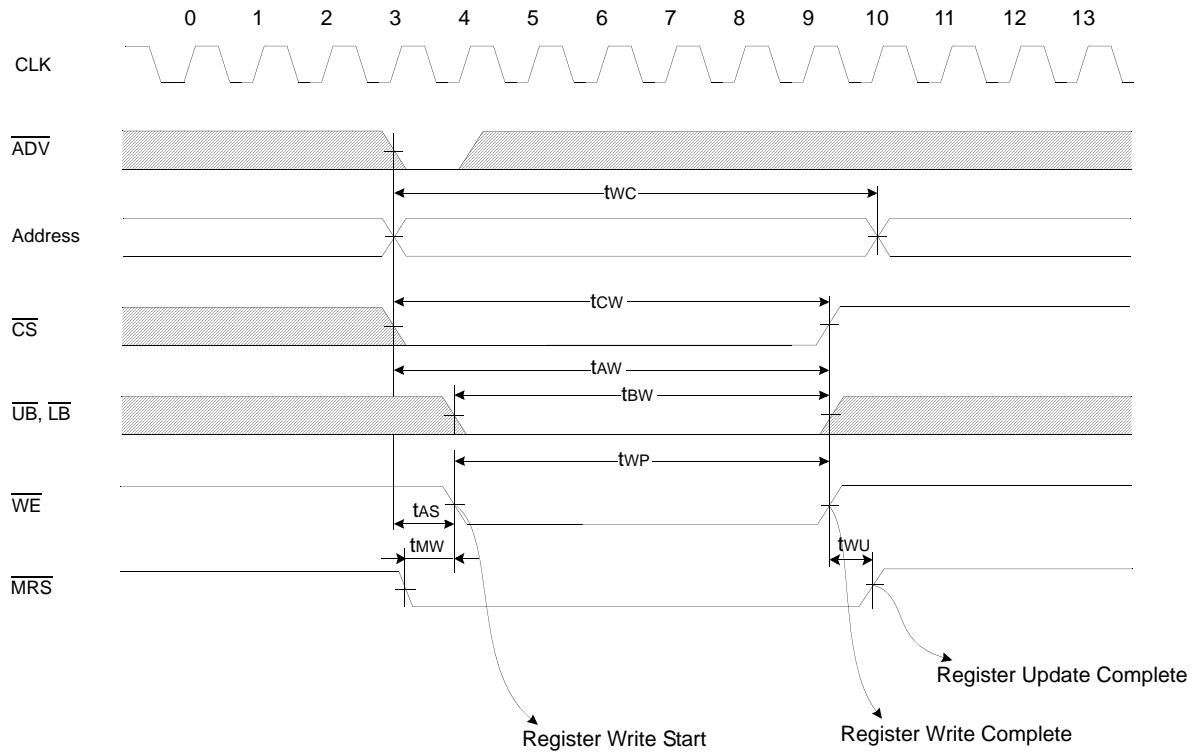 0 1 2 3 4 5 6 7 8 9 10 11 12 13
CLK
ADV
tWC
Address
tCW
CS
tAW
tBW
UB, LB
tWP
WE
tAS
tMW
tWU
MRS
Register Update Complete
Register Write Start
Register Write Complete